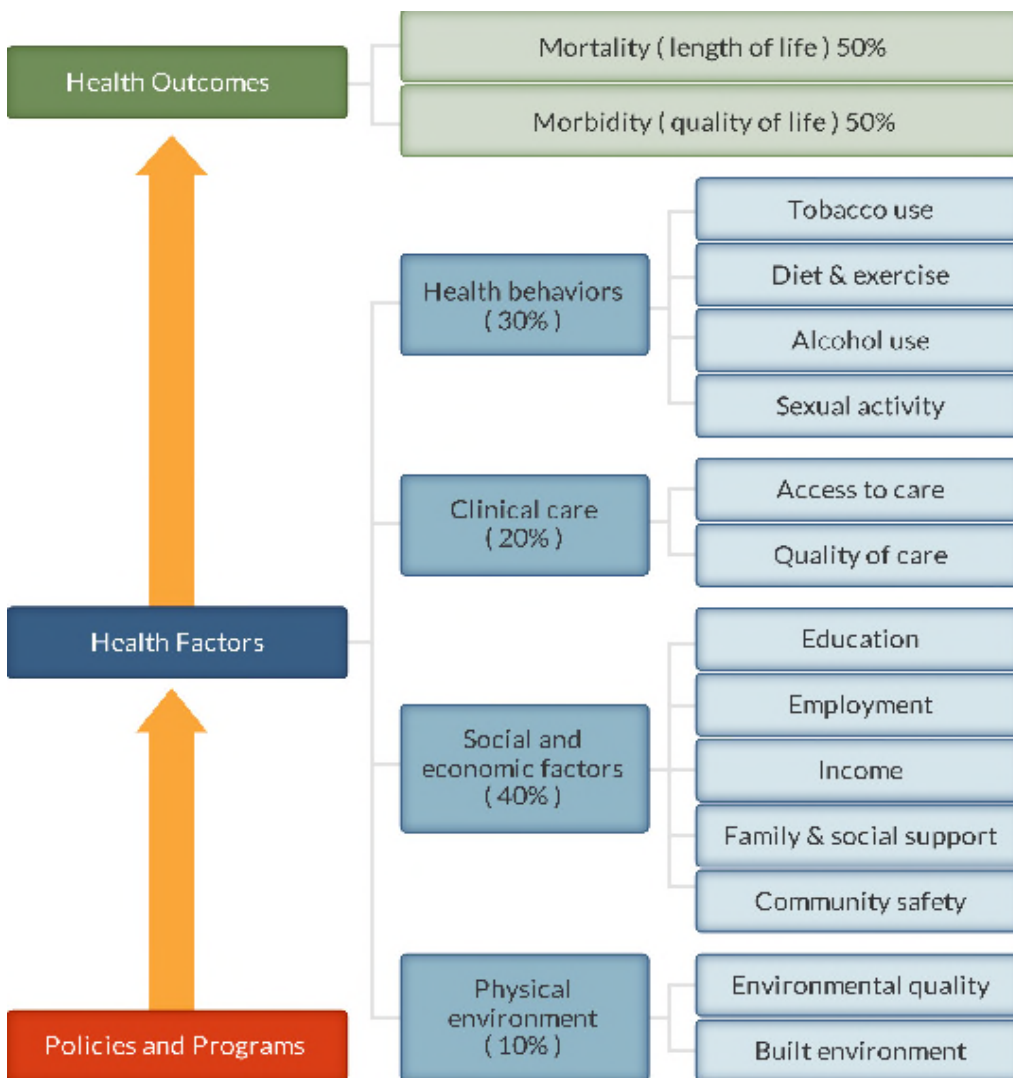 Health Outcomes
Mortality ( length of life ) 50%
Morbidity ( quality of life ) 50%
Health Factors
Health behaviors
( 30% )
Tobacco use
Diet & exercise
Alcohol use
Sexual activity
Clinical care
( 20% )
Access to care
Quality of care
Social and
economic factors
( 40% )
Education
Employment
Income
Family & social support
Community safety
Physical
environment
( 10% )
Environmental quality
Built environment
Policies and Programs